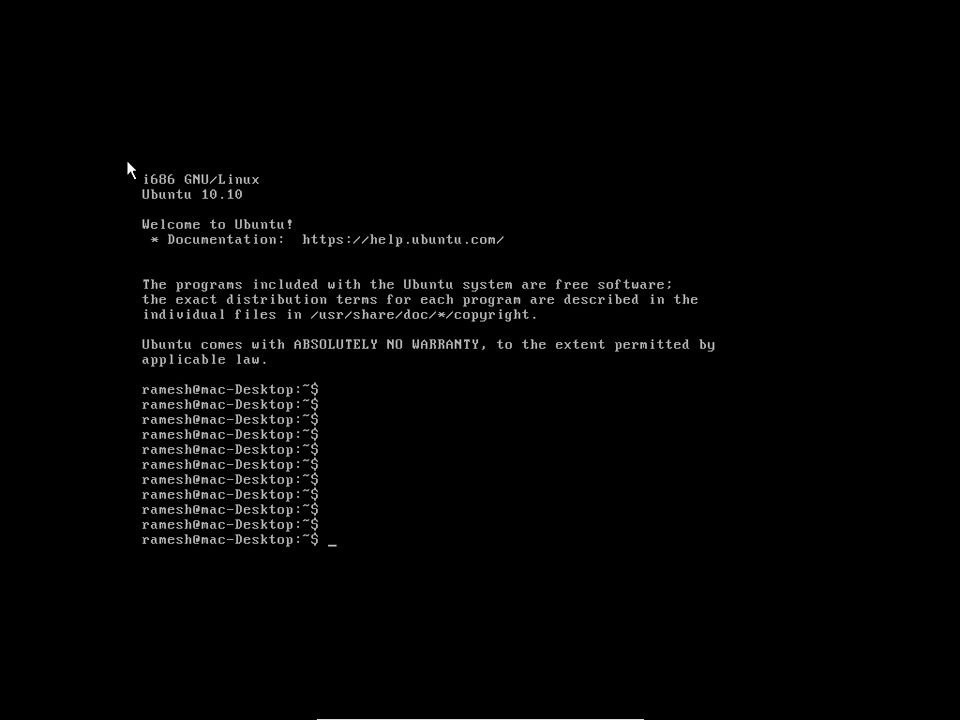 i686 GNU/Linux
Ubuntu 10.10
Welcome to Ubuntu!
* Documentation:  https://help.ubuntu.com/
The programs included with the Ubuntu system are free software;
the exact distribution terms for each program are described in the
individual files in /usr/share/doc/*/copyright.
Ubuntu comes with ABSOLUTELY NO WARRANTY, to the extent permitted by
applicable law.
ramesh@mac-Desktop:~$
ramesh@mac-Desktop:~$
ramesh@mac-Desktop:~$
ramesh@mac-Desktop:~$
ramesh@mac-Desktop:~$
ramesh@mac-Desktop:~$
ramesh@mac-Desktop:~$
ramesh@mac-Desktop:~$
ramesh@mac-Desktop:~$
ramesh@mac-Desktop:~$
ramesh@mac-Desktop:~$ _